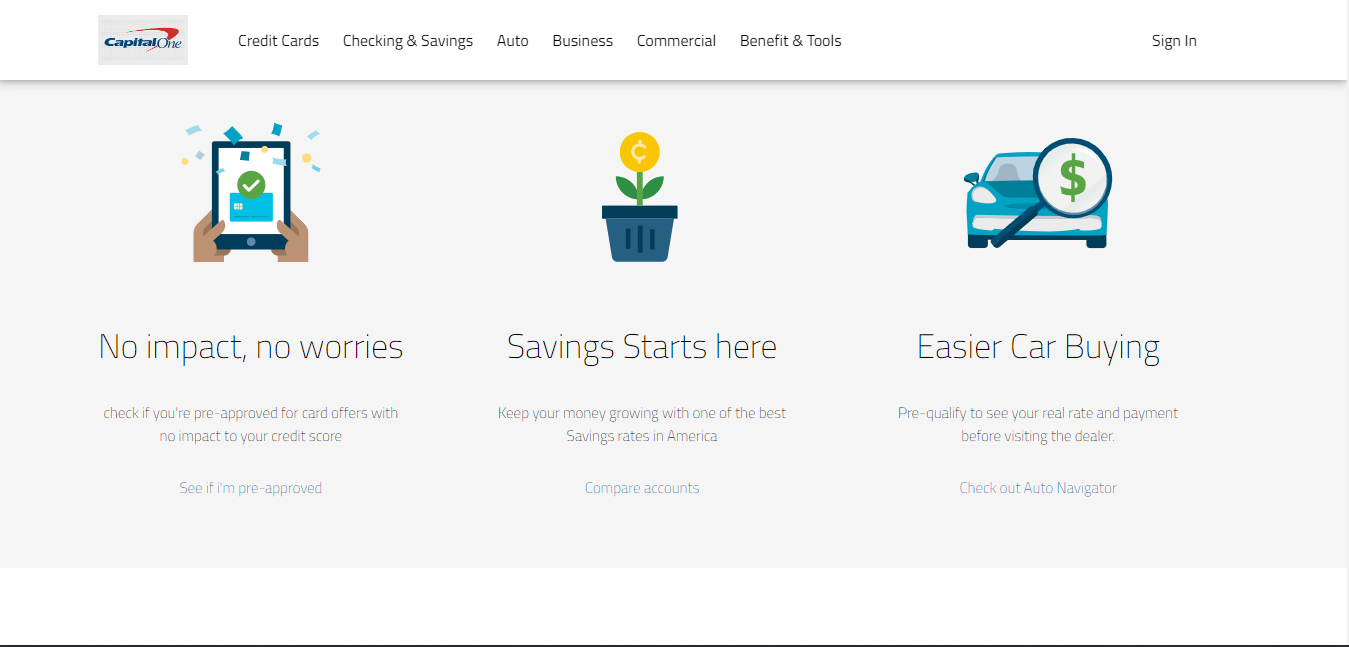 CapitalOne
Credit Cards Checking & Savings Auto Business Commercial Benefit & Tools Sign In
¢
$
No impact, no worries
check if you're pre-approved for card offers with
no impact to your credit score
See if i'm pre-approved
Savings Starts here
Keep your money growing with one of the best
Savings rates in America
Compare accounts
Easier Car Buying
Pre-qualify to see your real rate and payment
before visiting the dealer.
Check out Auto Navigator